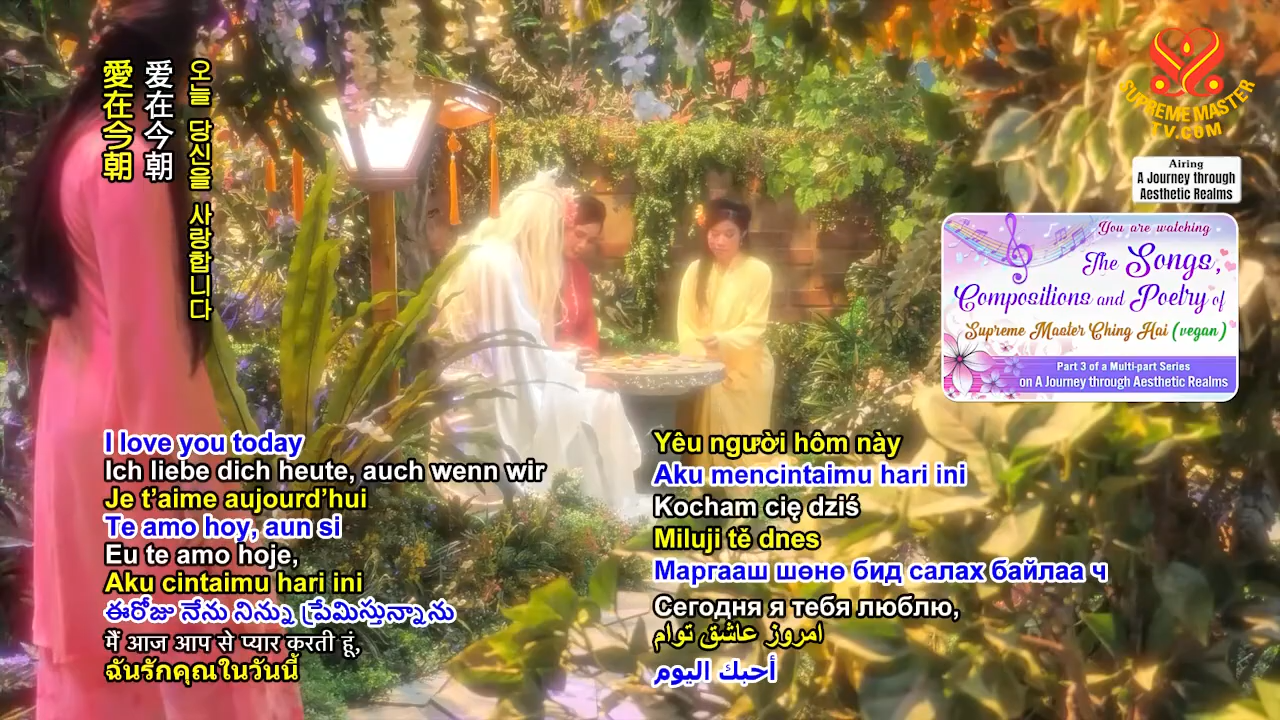 愛在今朝
爱在今朝
오늘 당신을 사랑합니다
SUPREME MASTER
TV.COM
Airing
A Journey through
Aesthetic Realms
You are watching
The Songs,
Compositions and Poetry of
Supreme Master Ching Hai (vegan)
Part 3 of a Multi-part Series
on A Journey through Aesthetic Realms
I love you today
Ich liebe dich heute, auch wenn wir
Je t’aime aujourd’hui
Te amo hoy, aun si
Eu te amo hoje,
Aku cintaimu hari ini
ఈరోజు నేను నిన్ను ప్రేమిస్తున్నాను
मैं आज आप से प्यार करती हूं,
ฉันรักคุณในวันนี้
Yêu người hôm này
Aku mencintaimu hari ini
Kocham cię dziś
Miluji tě dnes
Маргааш шөнө бид салах байлаа ч
Сегодня я тебя люблю,
امروز عاشق توام
أحبك اليوم